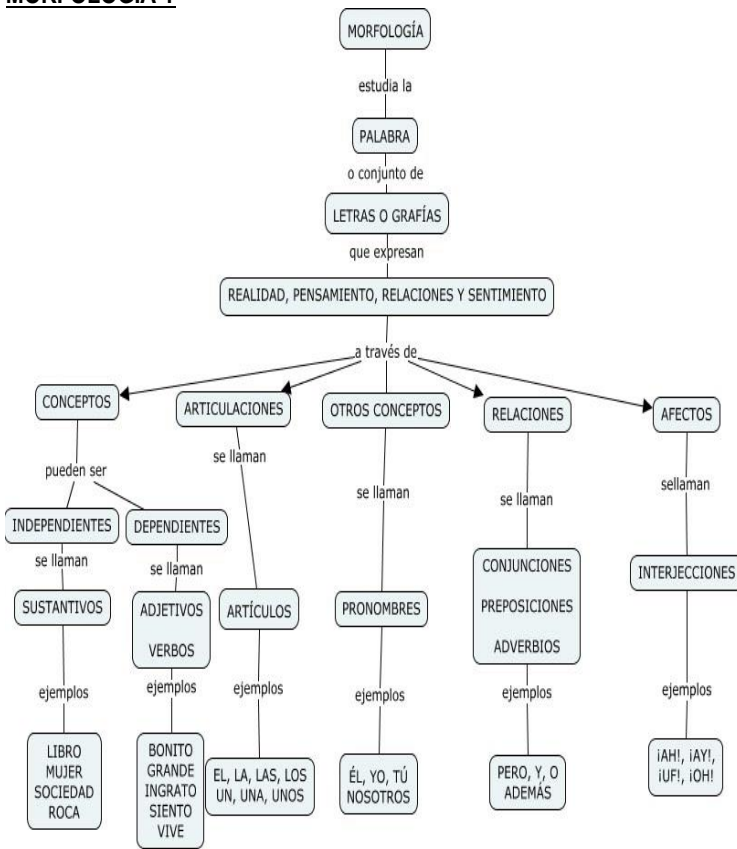 MORFOLOGÍA 1
MORFOLOGÍA
estudia la
PALABRA
o conjunto de
LETRAS O GRAFÍAS
que expresan
REALIDAD, PENSAMIENTO, RELACIONES Y SENTIMIENTO
a través de
CONCEPTOS
ARTICULACIONES
OTROS CONCEPTOS
RELACIONES
AFECTOS
pueden ser
se llaman
se llaman
se llaman
sellaman
INDEPENDIENTES
DEPENDIENTES
se llaman
se llaman
SUSTANTIVOS
ADJETIVOS
VERBOS
ARTÍCULOS
PRONOMBRES
CONJUNCIONES
PREPOSICIONES
ADVERBIOS
INTERJECCIONES
ejemplos
ejemplos
ejemplos
ejemplos
ejemplos
ejemplos
LIBRO
MUJER
SOCIEDAD
ROCA
BONITO
GRANDE
INGRATO
SIENTO
VIVE
EL, LA, LAS, LOS
UN, UNA, UNOS
ÉL, YO, TÚ
NOSOTROS
PERO, Y, O
ADEMÁS
¡AH!, ¡AY!,
¡UF!, ¡OH!